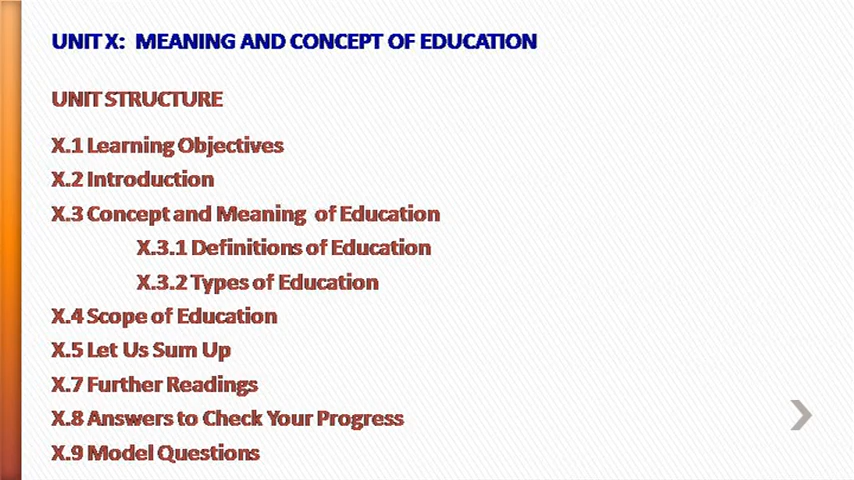 UNIT X: MEANING AND CONCEPT OF EDUCATION
UNIT STRUCTURE
X.1 Learning Objectives
X.2 Introduction
X.3 Concept and Meaning of Education
X.3.1 Definitions of Education
X.3.2 Types of Education
X.4 Scope of Education
X.5 Let Us Sum Up
X.7 Further Readings
X.8 Answers to Check Your Progress
X.9 Model Questions